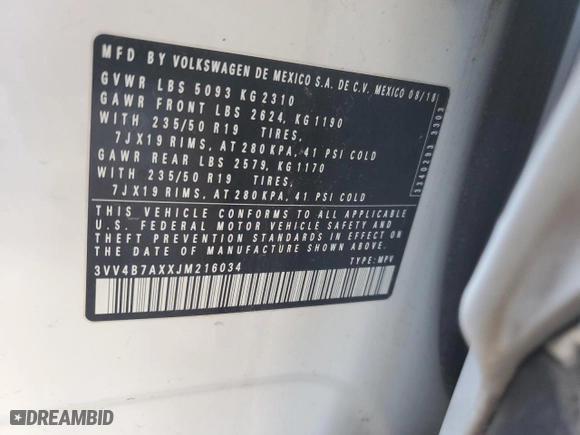 MFD BY VOLKSWAGEN DE MEXICO S.A. DE C.V. MEXICO 08/18
GVWR LBS 5093 KG 2310
GAWR FRONT LBS 2624, KG 1190
WITH 235/50 R19 TIRES,
7JX19 RIMS, AT 280 KPA, 41 PSI COLD
GAWR REAR LBS 2579, KG 1170
WITH 235/50 R19 TIRES,
7JX19 RIMS, AT 280 KPA, 41 PSI COLD
THIS VEHICLE CONFORMS TO ALL APPLICABLE
U.S. FEDERAL MOTOR VEHICLE SAFETY AND
THEFT PREVENTION STANDARDS IN EFFECT ON
THE DATE OF MANUFACTURE SHOWN ABOVE.
3VV4B7AXXJM216034 TYPE: MPV
3340293 3303
DREAMBID